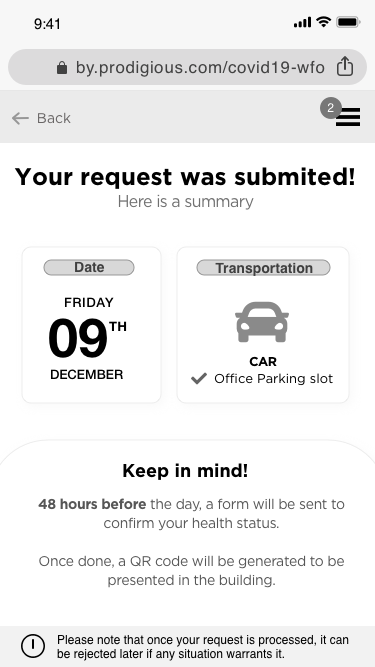 9:41
by.prodigious.com/covid19-wfo
Back
2
Your request was submited!
Here is a summary
Date
FRIDAY
09TH
DECEMBER
Transportation
CAR
Office Parking slot
Keep in mind!
48 hours before the day, a form will be sent to
confirm your health status.
Once done, a QR code will be generated to be
presented in the building.
Please note that once your request is processed, it can
be rejected later if any situation warrants it.